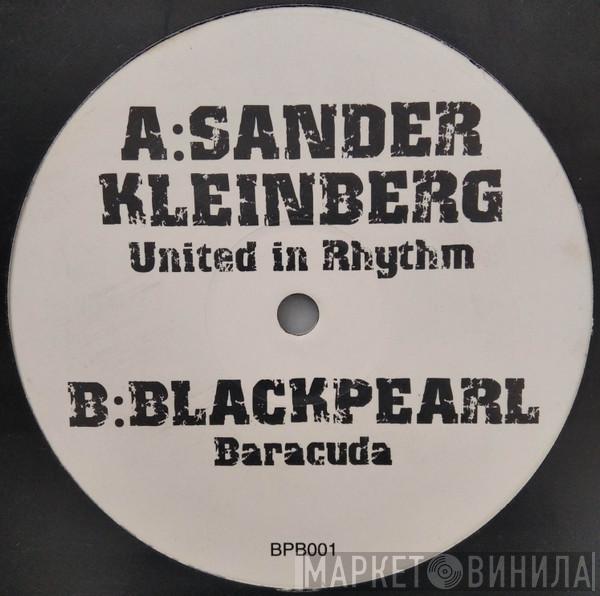 A:SANDER
KLEINBERG
United in Rhythm
B:BLACKPEARL
Baracuda
BPB001
МАРКЕТ ВИНИЛА